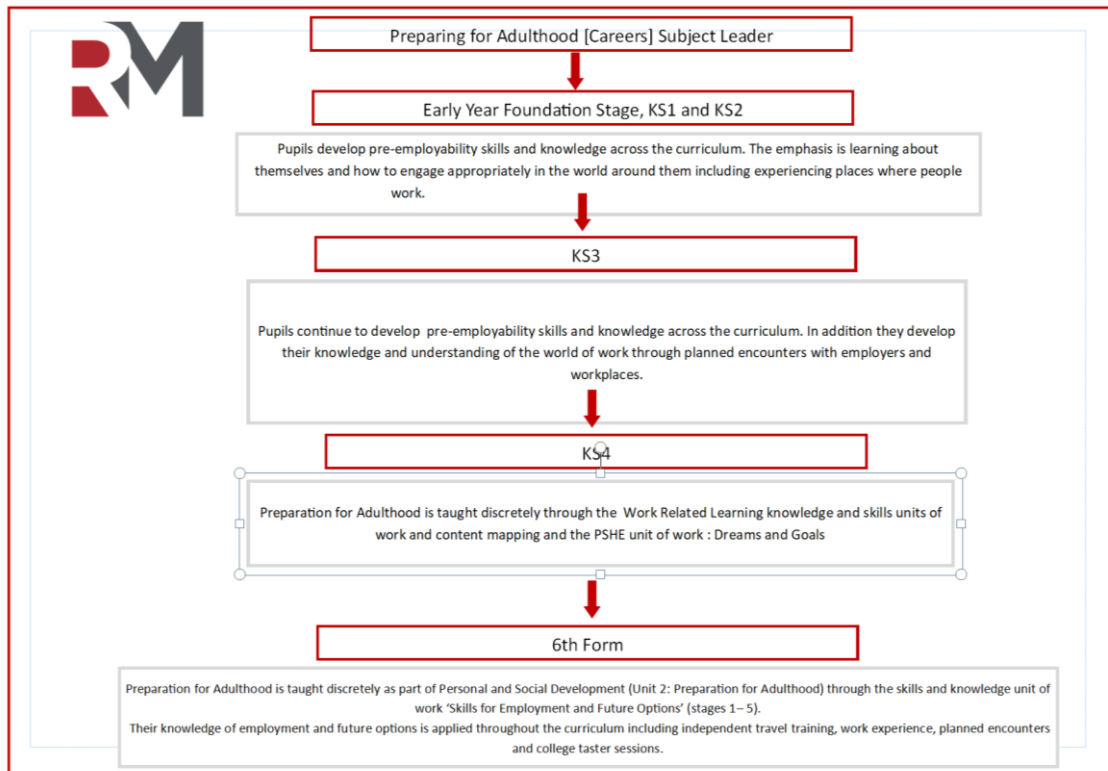 RM
Preparing for Adulthood [Careers] Subject Leader
Early Year Foundation Stage, KS1 and KS2
Pupils develop pre-employability skills and knowledge across the curriculum. The emphasis is learning about
themselves and how to engage appropriately in the world around them including experiencing places where people
work.
KS3
Pupils continue to develop pre-employability skills and knowledge across the curriculum. In addition they develop
their knowledge and understanding of the world of work through planned encounters with employers and
workplaces.
KS4
Preparation for Adulthood is taught discretely through the Work Related Learning knowledge and skills units of
work and content mapping and the PSHE unit of work : Dreams and Goals
6th Form
Preparation for Adulthood is taught discretely as part of Personal and Social Development (Unit 2: Preparation for Adulthood) through the skills and knowledge unit of
work ‘Skills for Employment and Future Options’ (stages 1– 5).
Their knowledge of employment and future options is applied throughout the curriculum including independent travel training, work experience, planned encounters
and college taster sessions.